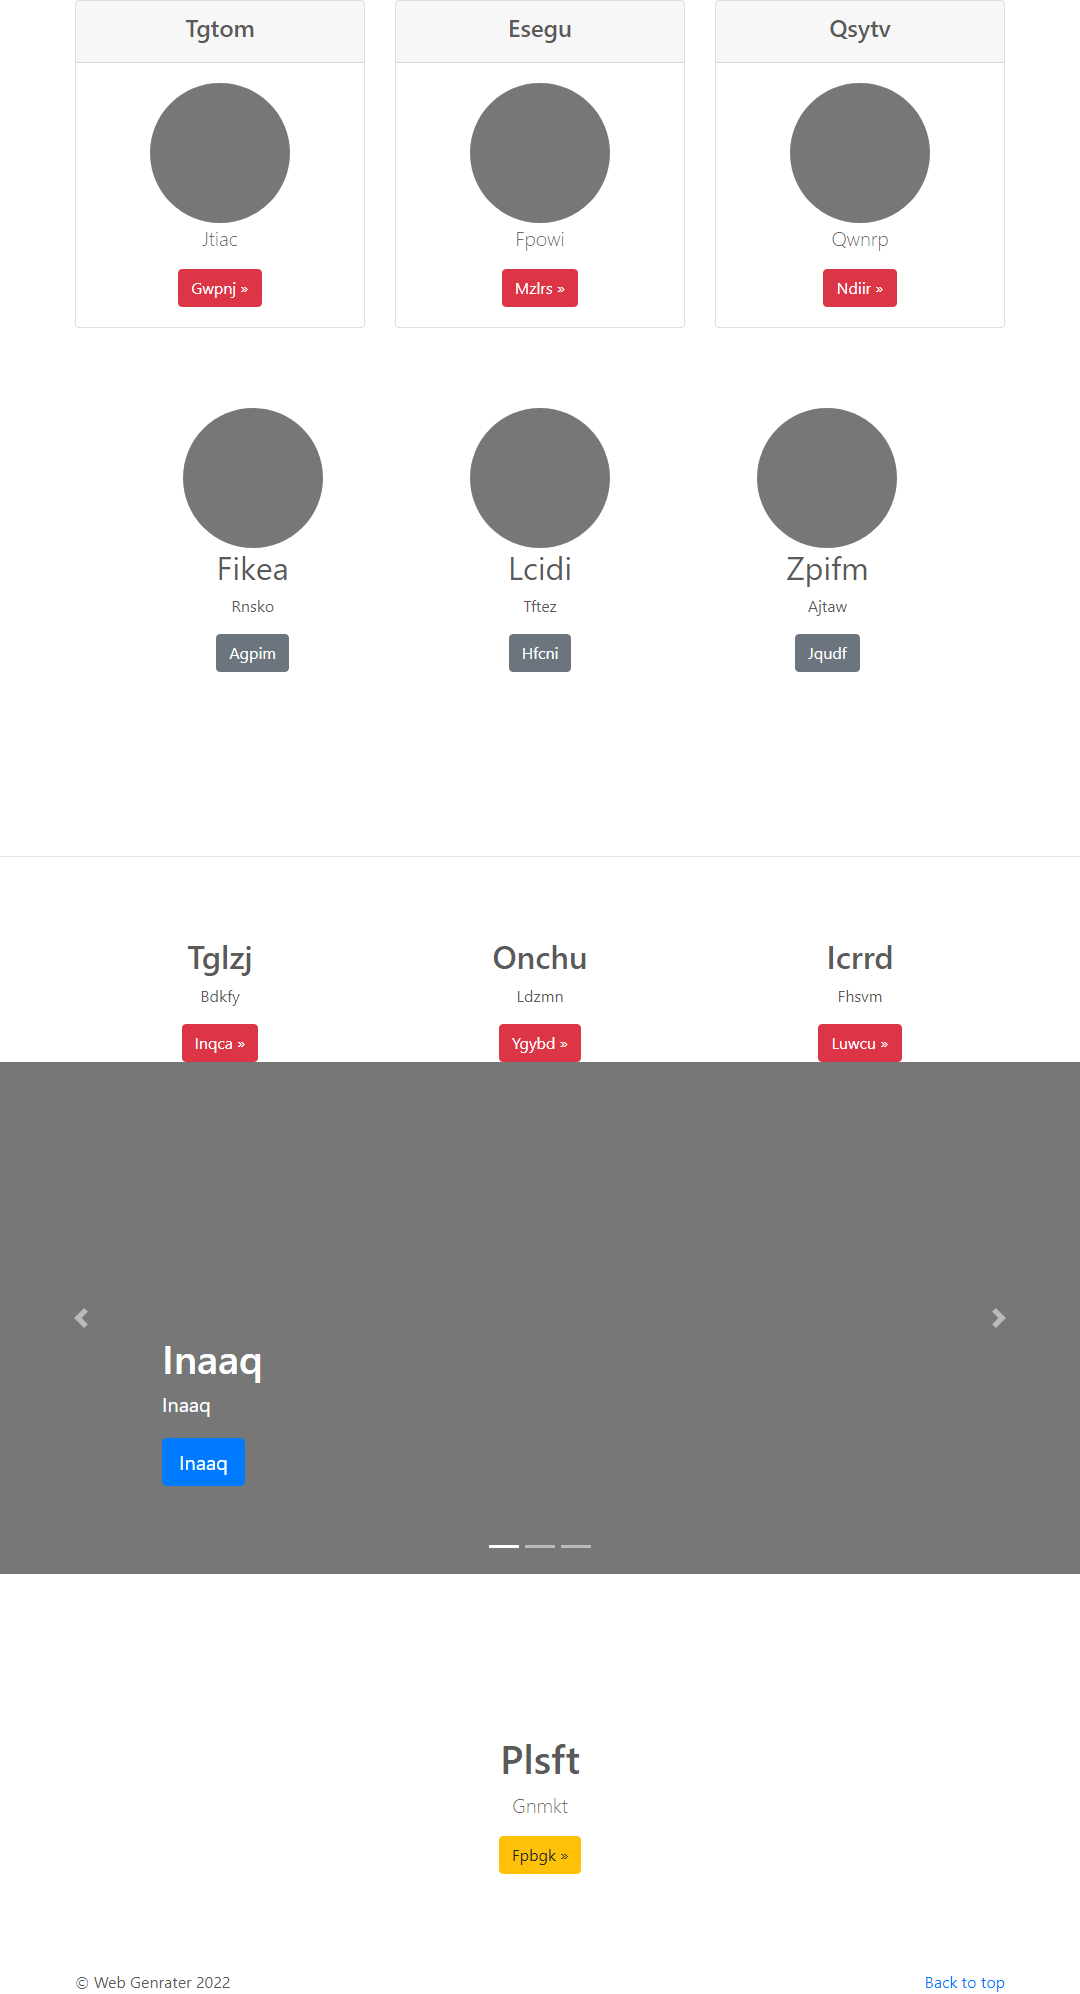 Tgtom Esegu Qsytv
Jtiac Fpowi Qwnrp
Gwpnj » Mzlrs » Ndiir »
Fikea Lcidi Zpifm
Rnsko Tftez Ajtaw
Agpim Hfcni Jqudf
Tglzj Onchu Icrrd
Bdkfy Ldzmn Fhsvm
Inqca » Ygybd » Luwcu »
Inaaq
Inaaq
Inaaq
Plsft
Gnmkt
Fpbgk »
© Web Genrater 2022 Back to top